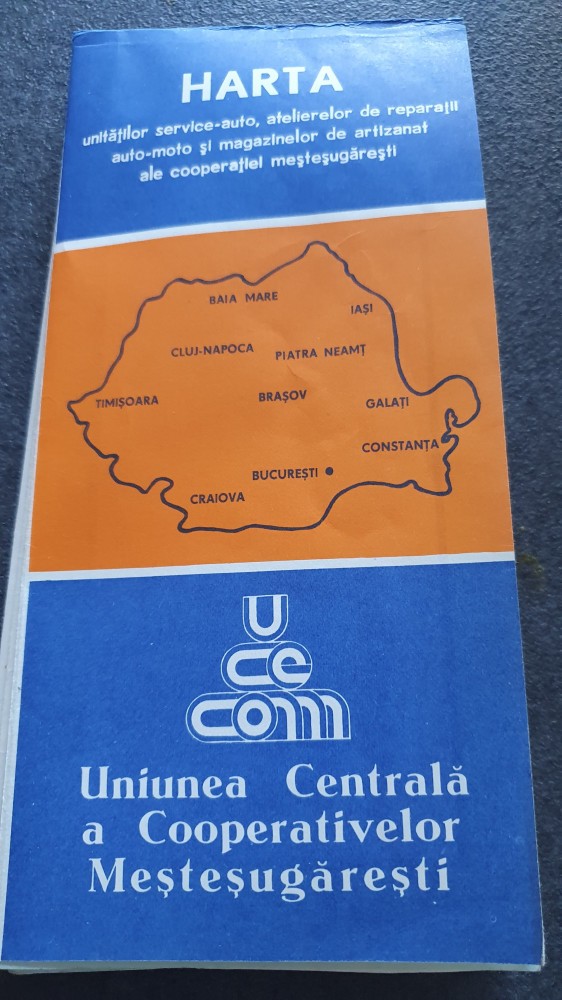 HARTA
unităților service-auto, atelierelor de reparații
auto-moto și magazinelor de artizanat
ale cooperației meșteșugărești
BAIA MARE
IAȘI
CLUJ-NAPOCA
PIATRA NEAMȚ
TIMIȘOARA
BRAȘOV
GALAȚI
CONSTANȚA
BUCUREȘTI
CRAIOVA
U
CE
COM
Uniunea Centrală
a Cooperativelor
Meșteșugărești